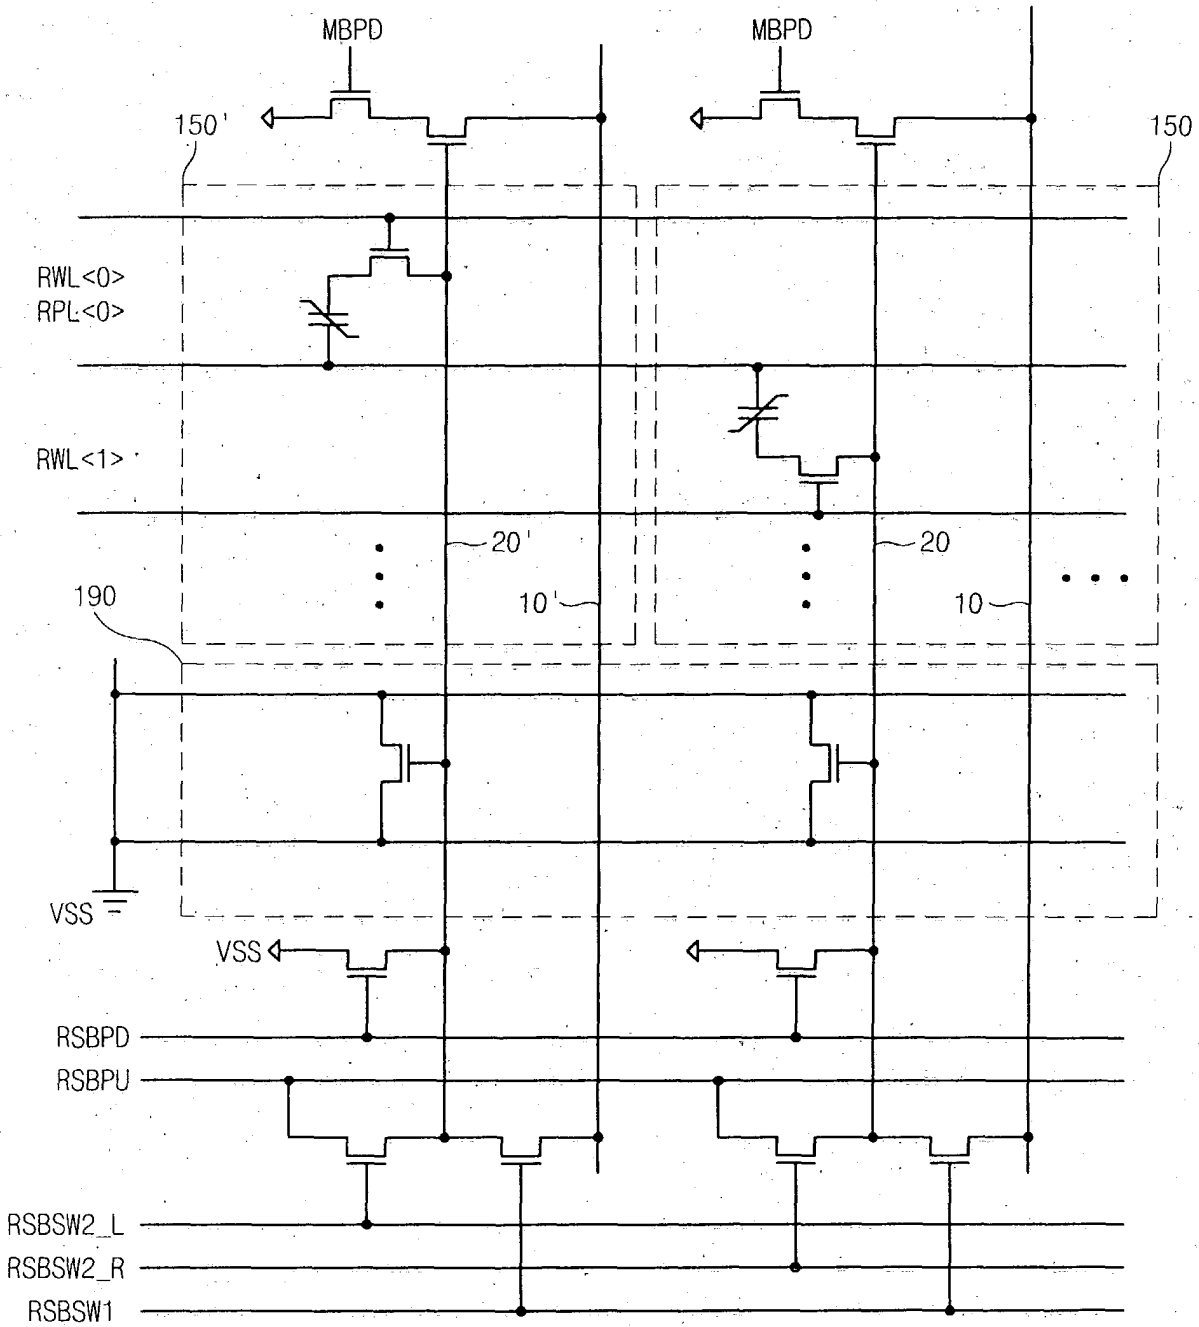 MBPD MBPD
150' 150
RWL<0>
RPL<0>
RWL<1>
20' 20
190 10' 10
VSS
VSS
RSBPD
RSBPU
RSBSW2_L
RSBSW2_R
RSBSW1